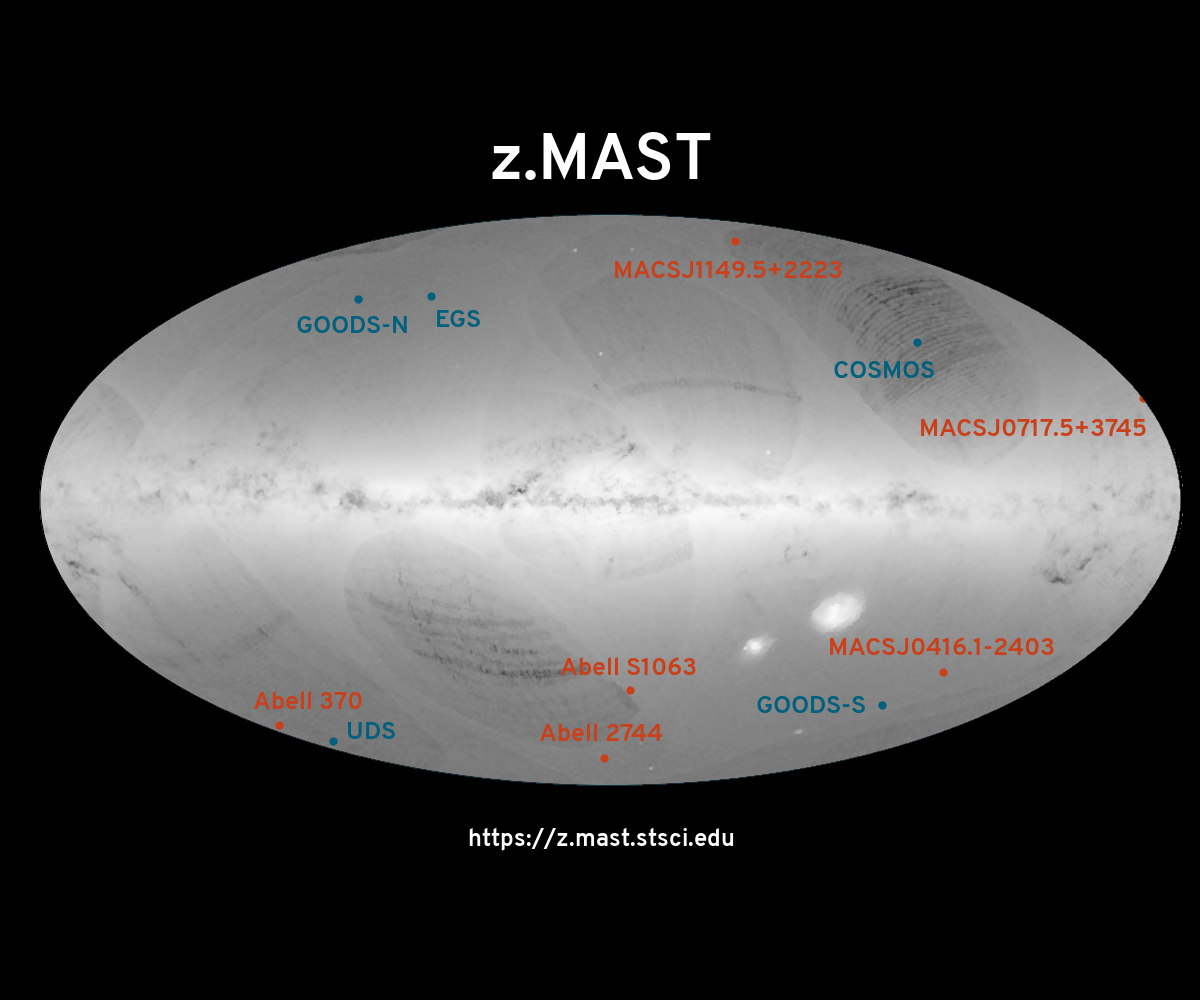 z.MAST
MACSJ1149.5+2223
GOODS-N
EGS
COSMOS
MACSJ0717.5+3745
MACSJ0416.1-2403
Abell S1063
Abell 370
GOODS-S
UDS
Abell 2744
https://z.mast.stsci.edu